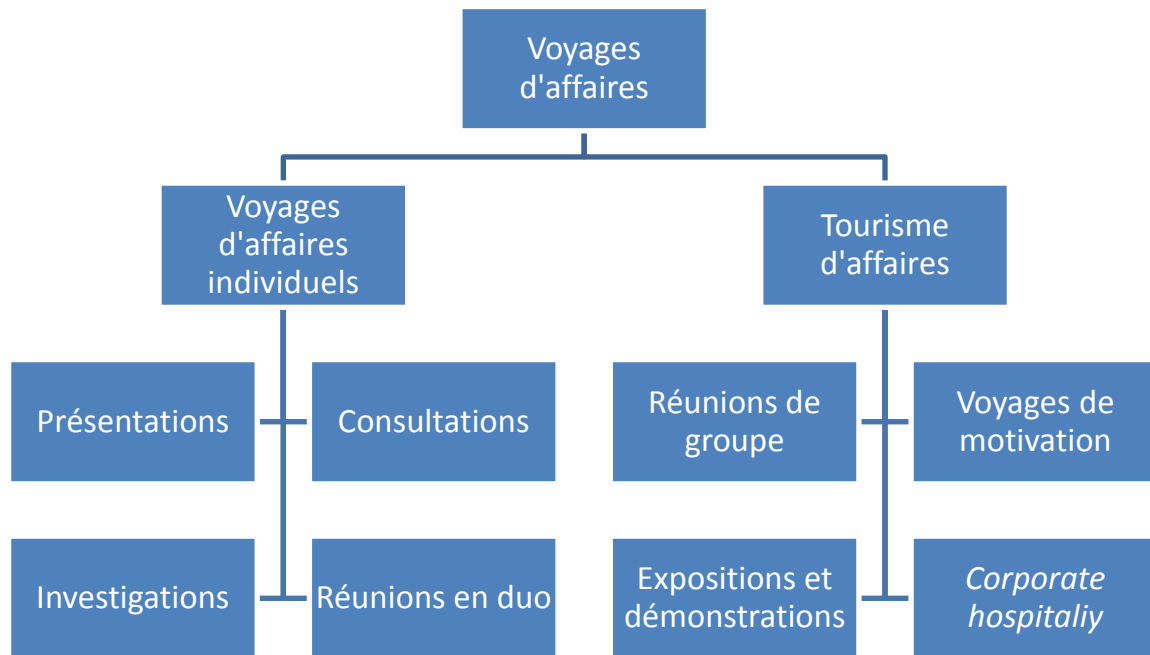 Voyages
d'affaires
Voyages
d'affaires
individuels
Tourisme
d'affaires
Présentations
Consultations
Réunions de
groupe
Voyages de
motivation
Investigations
Réunions en duo
Expositions et
démonstrations
Corporate
hospitaliy